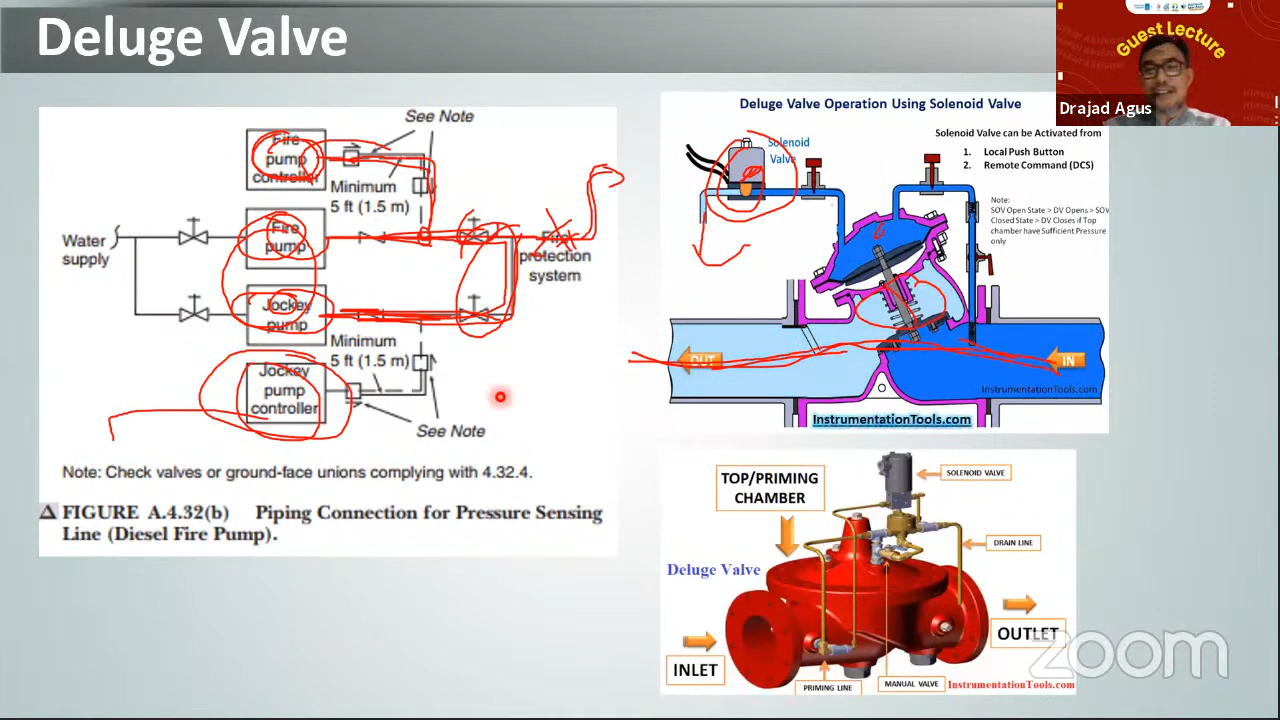 Deluge Valve
Guest Lecture
Drajad Agus
See Note
Fire
pump
controller
Minimum
5 ft (1.5 m)
Water
supply
Fire
pump
Fire
protection
system
Jockey
pump
Minimum
5 ft (1.5 m)
Jockey
pump
controller
See Note
Note: Check valves or ground-face unions complying with 4.32.4.
FIGURE A.4.32(b) Piping Connection for Pressure Sensing
Line (Diesel Fire Pump).
Deluge Valve Operation Using Solenoid Valve
Solenoid
Valve
Solenoid Valve can be Activated from
1. Local Push Button
2. Remote Command (DCS)
Note:
SOV Open State > DV Opens > SOV
Closed State > DV Closes if Top
chamber have Sufficient Pressure
only
OUT
IN
InstrumentationTools.com
InstrumentationTools.com
TOP/PRIMING
CHAMBER
SOLENOID VALVE
DRAIN LINE
Deluge Valve
OUTLET
INLET
PRIMING LINE
MANUAL VALVE
InstrumentationTools.com
zoom